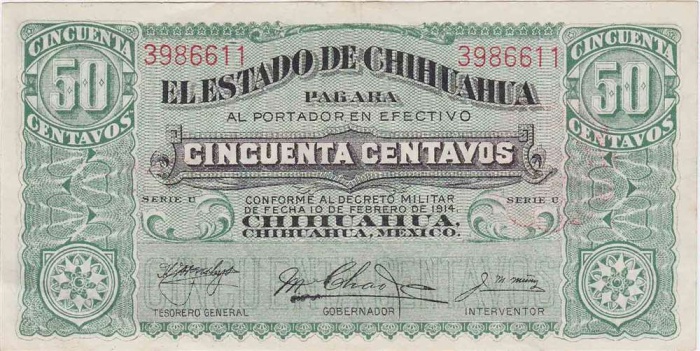 CINCUENTA
50
CENTAVOS
3986611
3986611
CINCUENTA
50
CENTAVOS
EL ESTADO DE CHIHUAHUA
PAGARA
AL PORTADOR EN EFECTIVO
CINCUENTA CENTAVOS
SERIE U
CONFORME AL DECRETO MILITAR
DE FECHA 10 DE FEBRERO DE 1914.
SERIE U
CHIHUAHUA,
CHIHUAHUA, MEXICO.
CINCUENTA CENTAVOS
TESORERO GENERAL
GOBERNADOR
INTERVENTOR